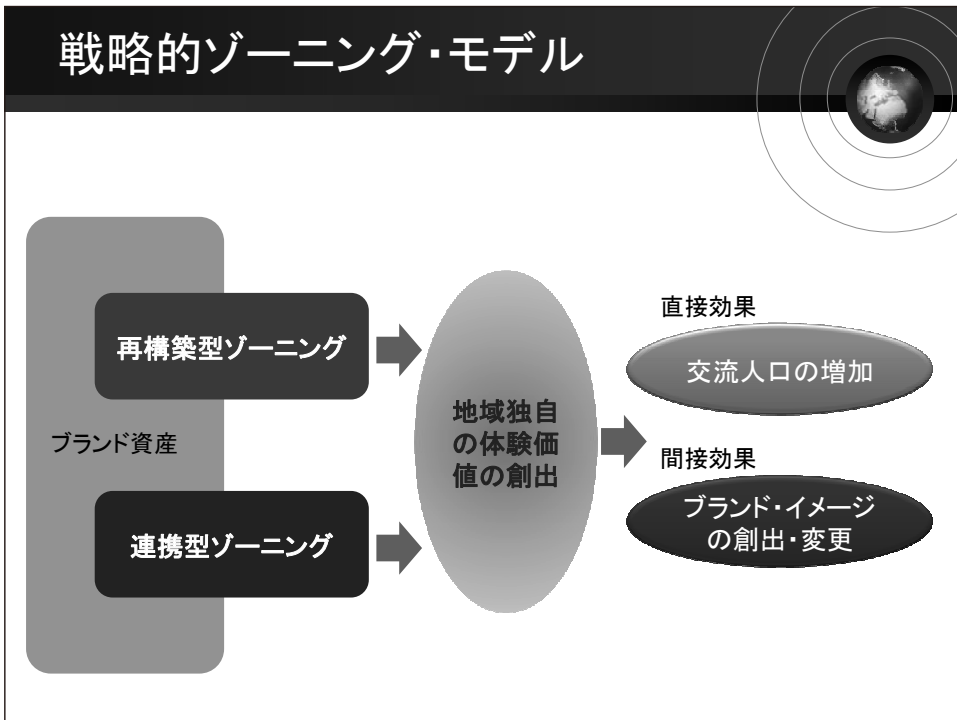 戦略的ゾーニング・モデル
ブランド資産
再構築型ゾーニング
連携型ゾーニング
地域独自
の体験価
値の創出
直接効果
交流人口の増加
間接効果
ブランド・イメージ
の創出・変更